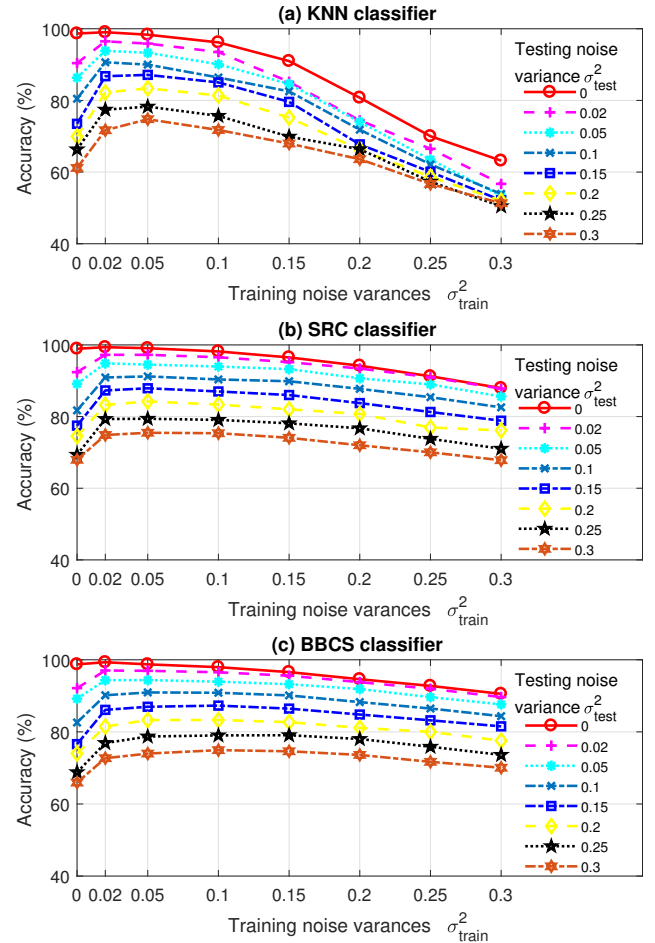 (a) KNN classifier
Accuracy (%)
100
80
60
40
0 0.02 0.05 0.1 0.15 0.2 0.25 0.3
Training noise varances σ²train
Testing noise
variance σ²test
0
0.02
0.05
0.1
0.15
0.2
0.25
0.3
(b) SRC classifier
Accuracy (%)
100
80
60
40
0 0.02 0.05 0.1 0.15 0.2 0.25 0.3
Training noise varances σ²train
Testing noise
variance σ²test
0
0.02
0.05
0.1
0.15
0.2
0.25
0.3
(c) BBCS classifier
Accuracy (%)
100
80
60
40
0 0.02 0.05 0.1 0.15 0.2 0.25 0.3
Training noise varances σ²train
Testing noise
variance σ²test
0
0.02
0.05
0.1
0.15
0.2
0.25
0.3